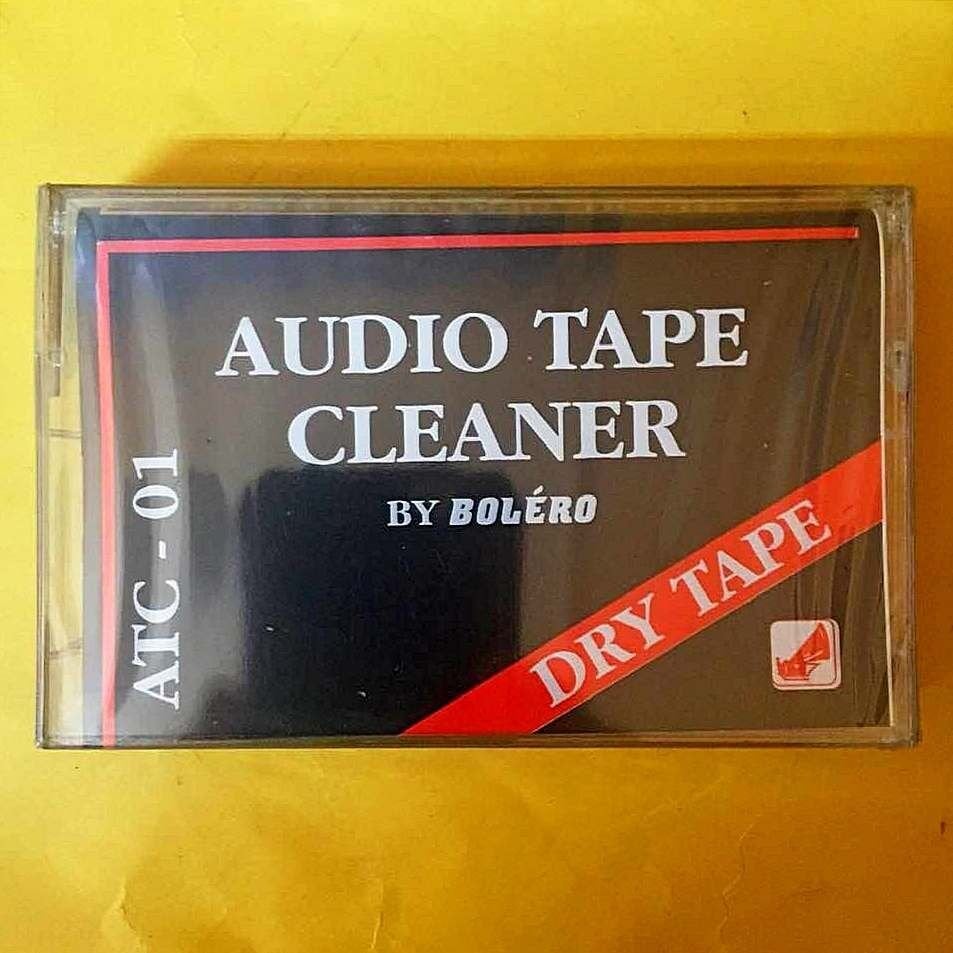 AUDIO TAPE
CLEANER
BY BOLÉRO
ATC - 01
DRY TAPE